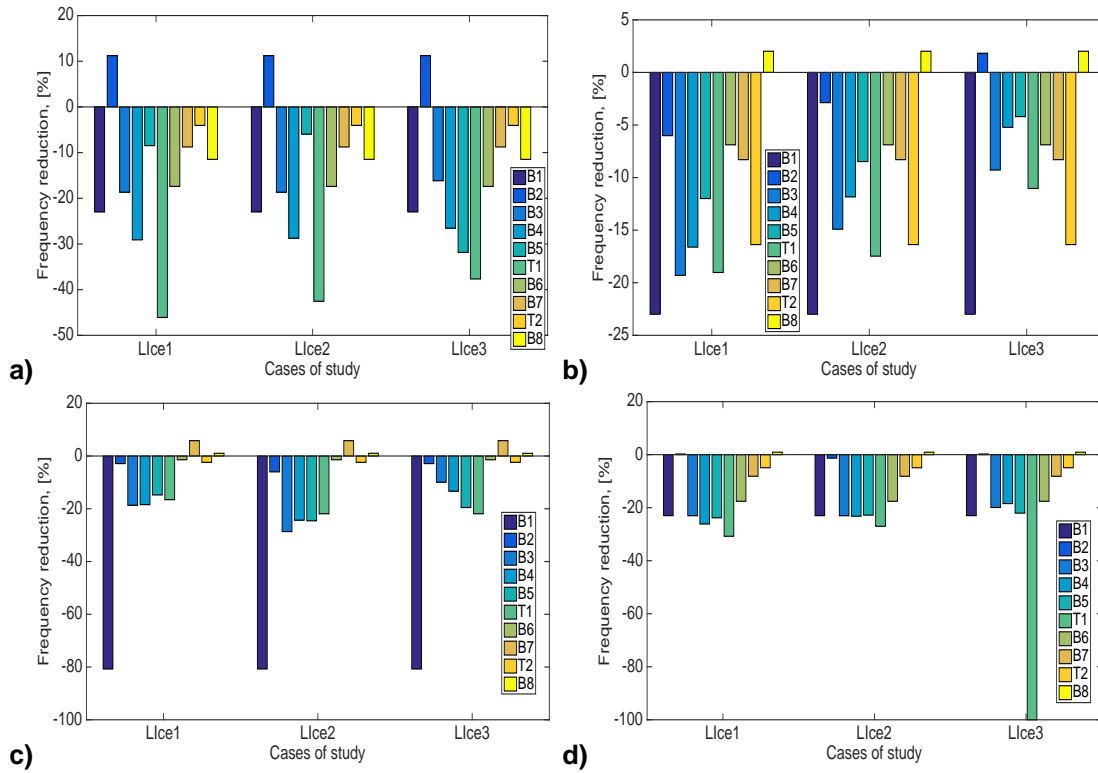 20
10
0
-10
-20
-30
-40
-50
Frequency reduction, [%]
LIce1 LIce2 LIce3
Cases of study
B1
B2
B3
B4
B5
T1
B6
B7
T2
B8
a)
5
0
-5
-10
-15
-20
-25
Frequency reduction, [%]
LIce1 LIce2 LIce3
Cases of study
B1
B2
B3
B4
B5
T1
B6
B7
T2
B8
b)
20
0
-20
-40
-60
-80
-100
Frequency reduction, [%]
LIce1 LIce2 LIce3
Cases of study
B1
B2
B3
B4
B5
T1
B6
B7
T2
B8
c)
20
0
-20
-40
-60
-80
-100
Frequency reduction, [%]
LIce1 LIce2 LIce3
Cases of study
B1
B2
B3
B4
B5
T1
B6
B7
T2
B8
d)